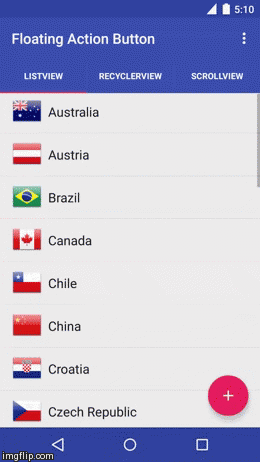 5:10
Floating Action Button
LISTVIEW RECYCLERVIEW SCROLLVIEW
Australia
Austria
Brazil
Canada
Chile
China
Croatia
Czech Republic
+
imgflip.com